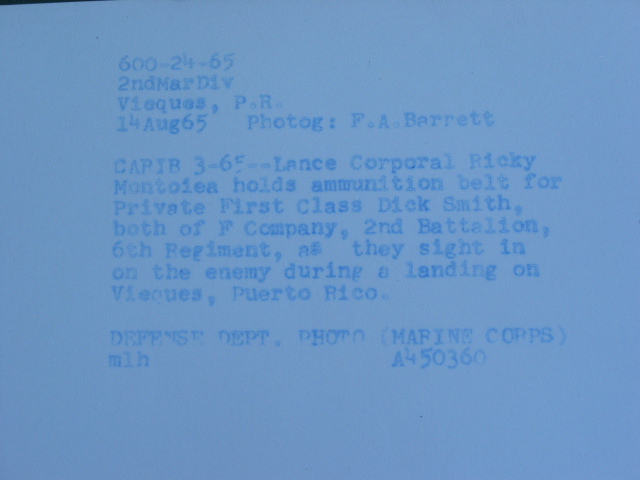 600-24-65
2ndMarDiv
Vieques, P.R.
14Aug65 Photog: F.A.Barrett
CARIB 3-65--Lance Corporal Ricky
Montoiea holds ammunition belt for
Private First Class Dick Smith,
both of F Company, 2nd Battalion,
6th Regiment, as they sight in
on the enemy during a landing on
Vieques, Puerto Rico.
DEFENSE DEPT. PHOTO (MARINE CORPS)
mlh A450360